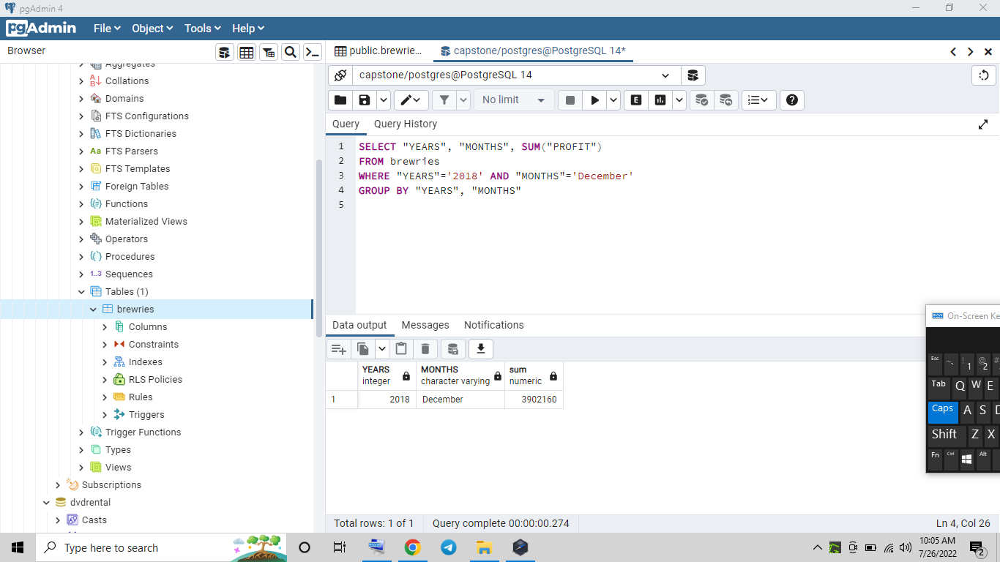 pgAdmin 4
pgAdmin File Object Tools Help
Browser
public.brewrie... capstone/postgres@PostgreSQL 14*
capstone/postgres@PostgreSQL 14
No limit
E
Query Query History
1 SELECT "YEARS", "MONTHS", SUM("PROFIT")
2 FROM brewries
3 WHERE "YEARS"='2018' AND "MONTHS"='December'
4 GROUP BY "YEARS", "MONTHS"
5
Aggregates
Collations
Domains
FTS Configurations
FTS Dictionaries
Aa FTS Parsers
FTS Templates
Foreign Tables
Functions
Materialized Views
Operators
Procedures
1..3 Sequences
Tables (1)
brewries
Columns
Constraints
Indexes
RLS Policies
Rules
Triggers
Trigger Functions
Types
Views
Subscriptions
dvdrental
Casts
Data output Messages Notifications
YEARS MONTHS sum
integer character varying numeric
1 2018 December 3902160
Total rows: 1 of 1 Query complete 00:00:00.274 Ln 4, Col 26
On-Screen Ke
Esc ~ ` ! 1 @ 2 #
Tab Q W E
Caps A S D
Shift Z X
Fn Ctrl Alt
Type here to search
10:05 AM
7/26/2022
2